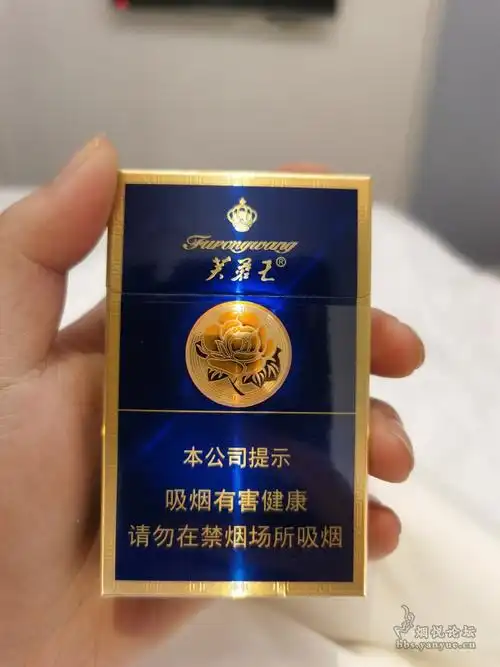 Furongwang
芙蓉王®
本公司提示
吸烟有害健康
请勿在禁烟场所吸烟
烟悦论坛
bbs.yanyue.cn